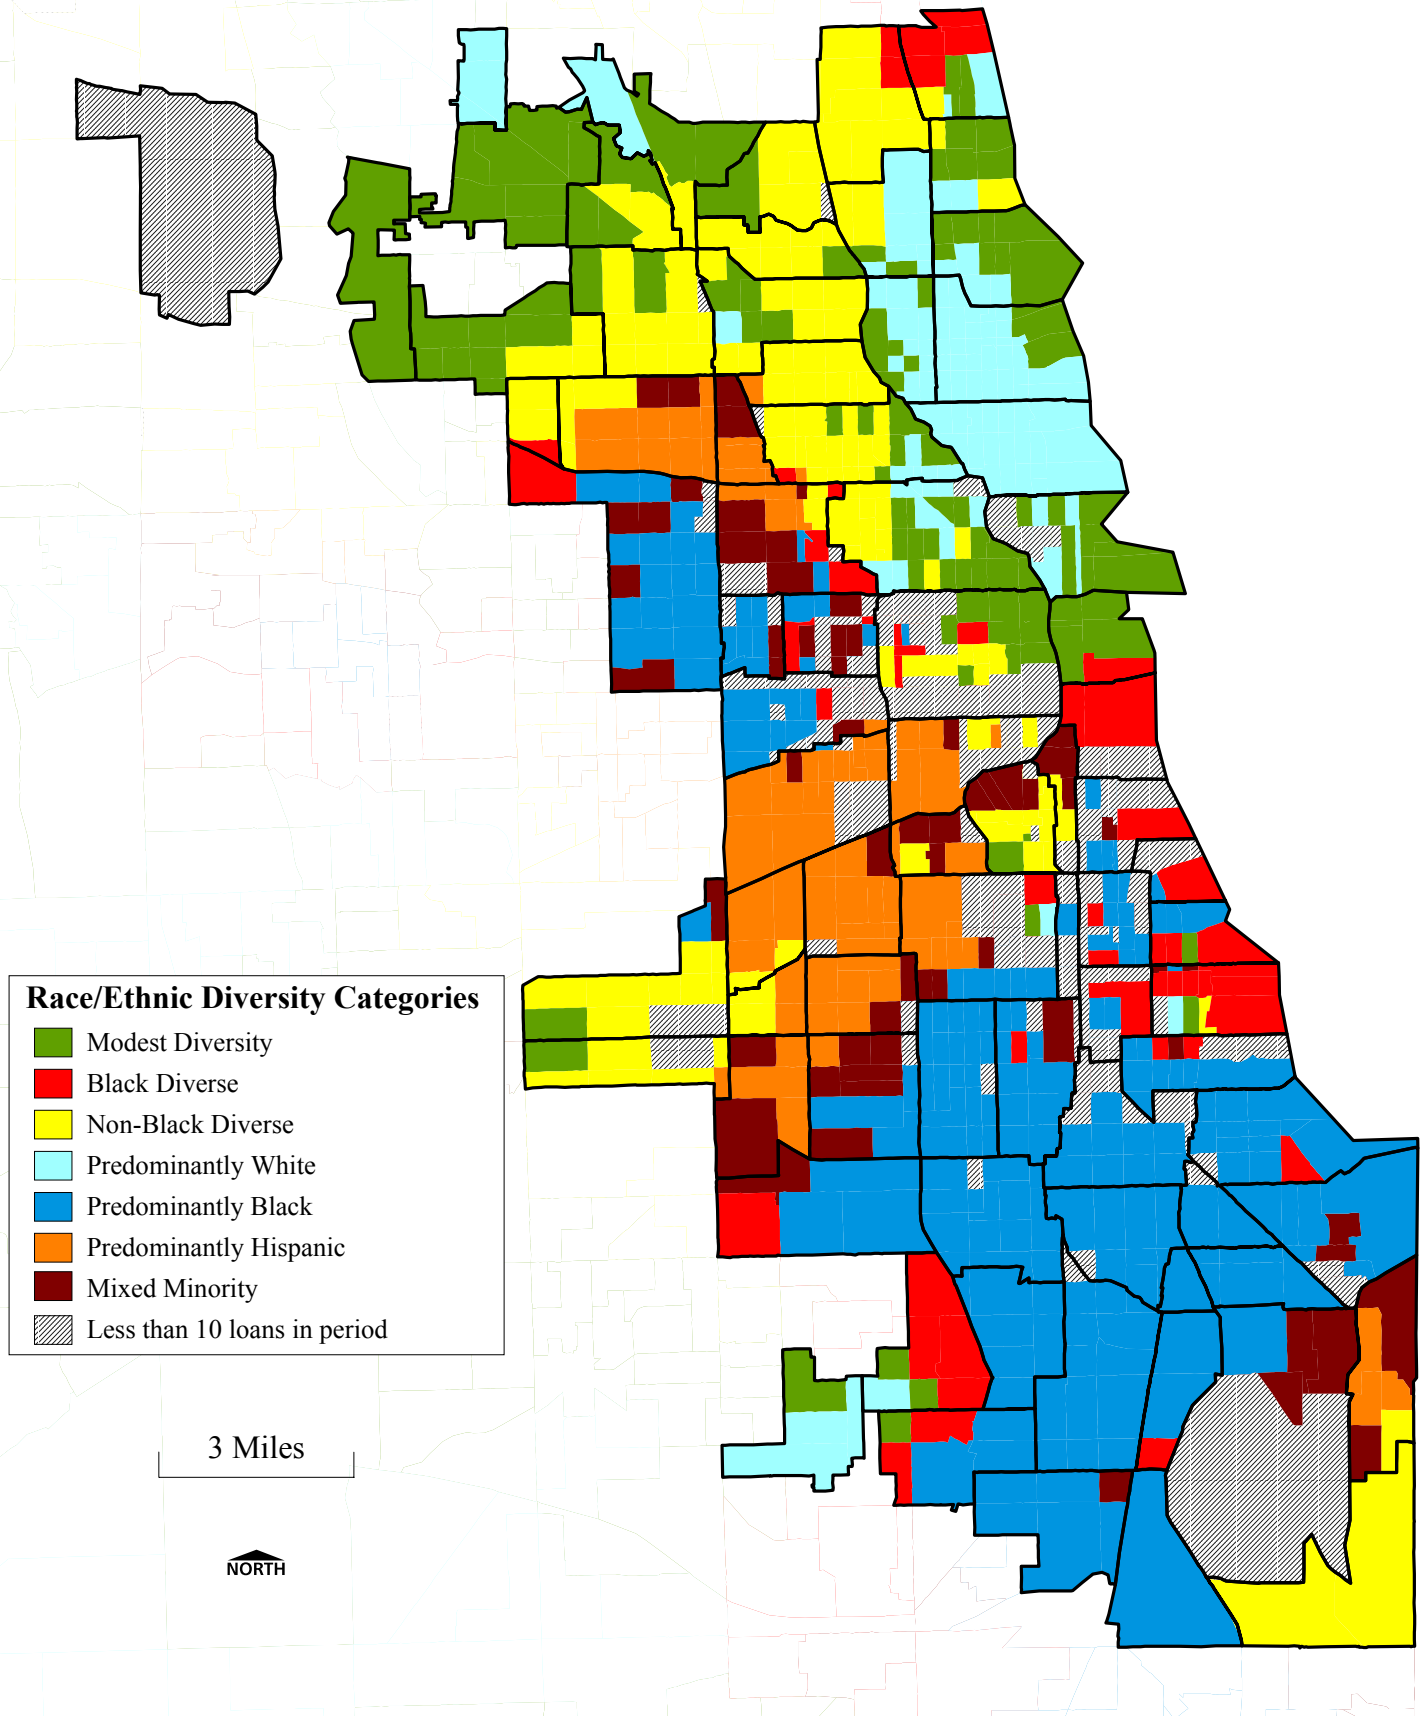 Race/Ethnic Diversity Categories
Modest Diversity
Black Diverse
Non-Black Diverse
Predominantly White
Predominantly Black
Predominantly Hispanic
Mixed Minority
Less than 10 loans in period
3 Miles
NORTH